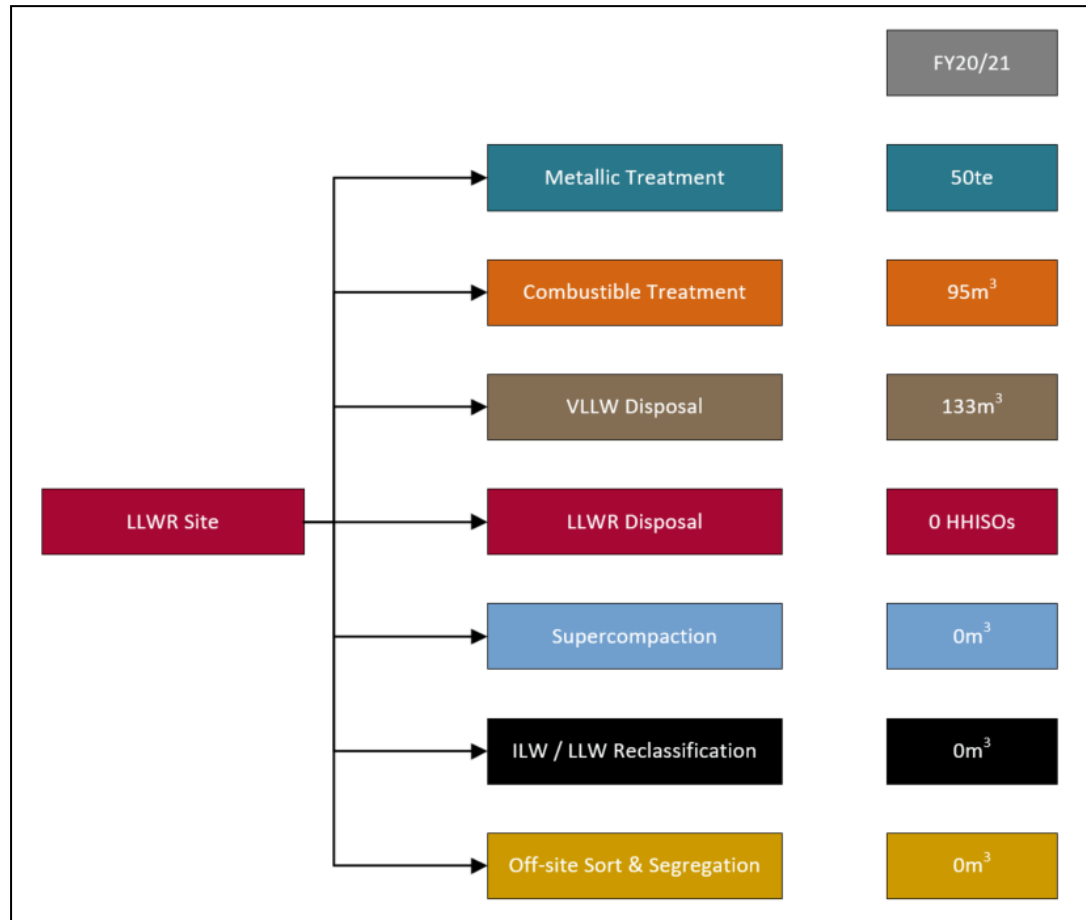 FY20/21
Metallic Treatment 50te
Combustible Treatment 95m³
VLLW Disposal 133m³
LLWR Site LLWR Disposal 0 HHISOs
Supercompaction 0m³
ILW / LLW Reclassification 0m³
Off-site Sort & Segregation 0m³